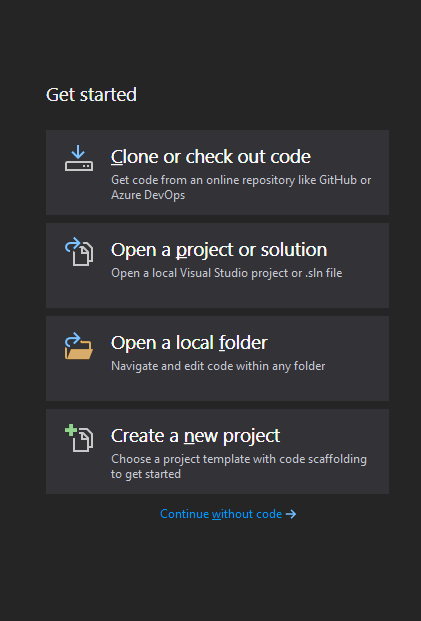 Get started
Clone or check out code
Get code from an online repository like GitHub or
Azure DevOps
Open a project or solution
Open a local Visual Studio project or .sln file
Open a local folder
Navigate and edit code within any folder
Create a new project
Choose a project template with code scaffolding
to get started
Continue without code →